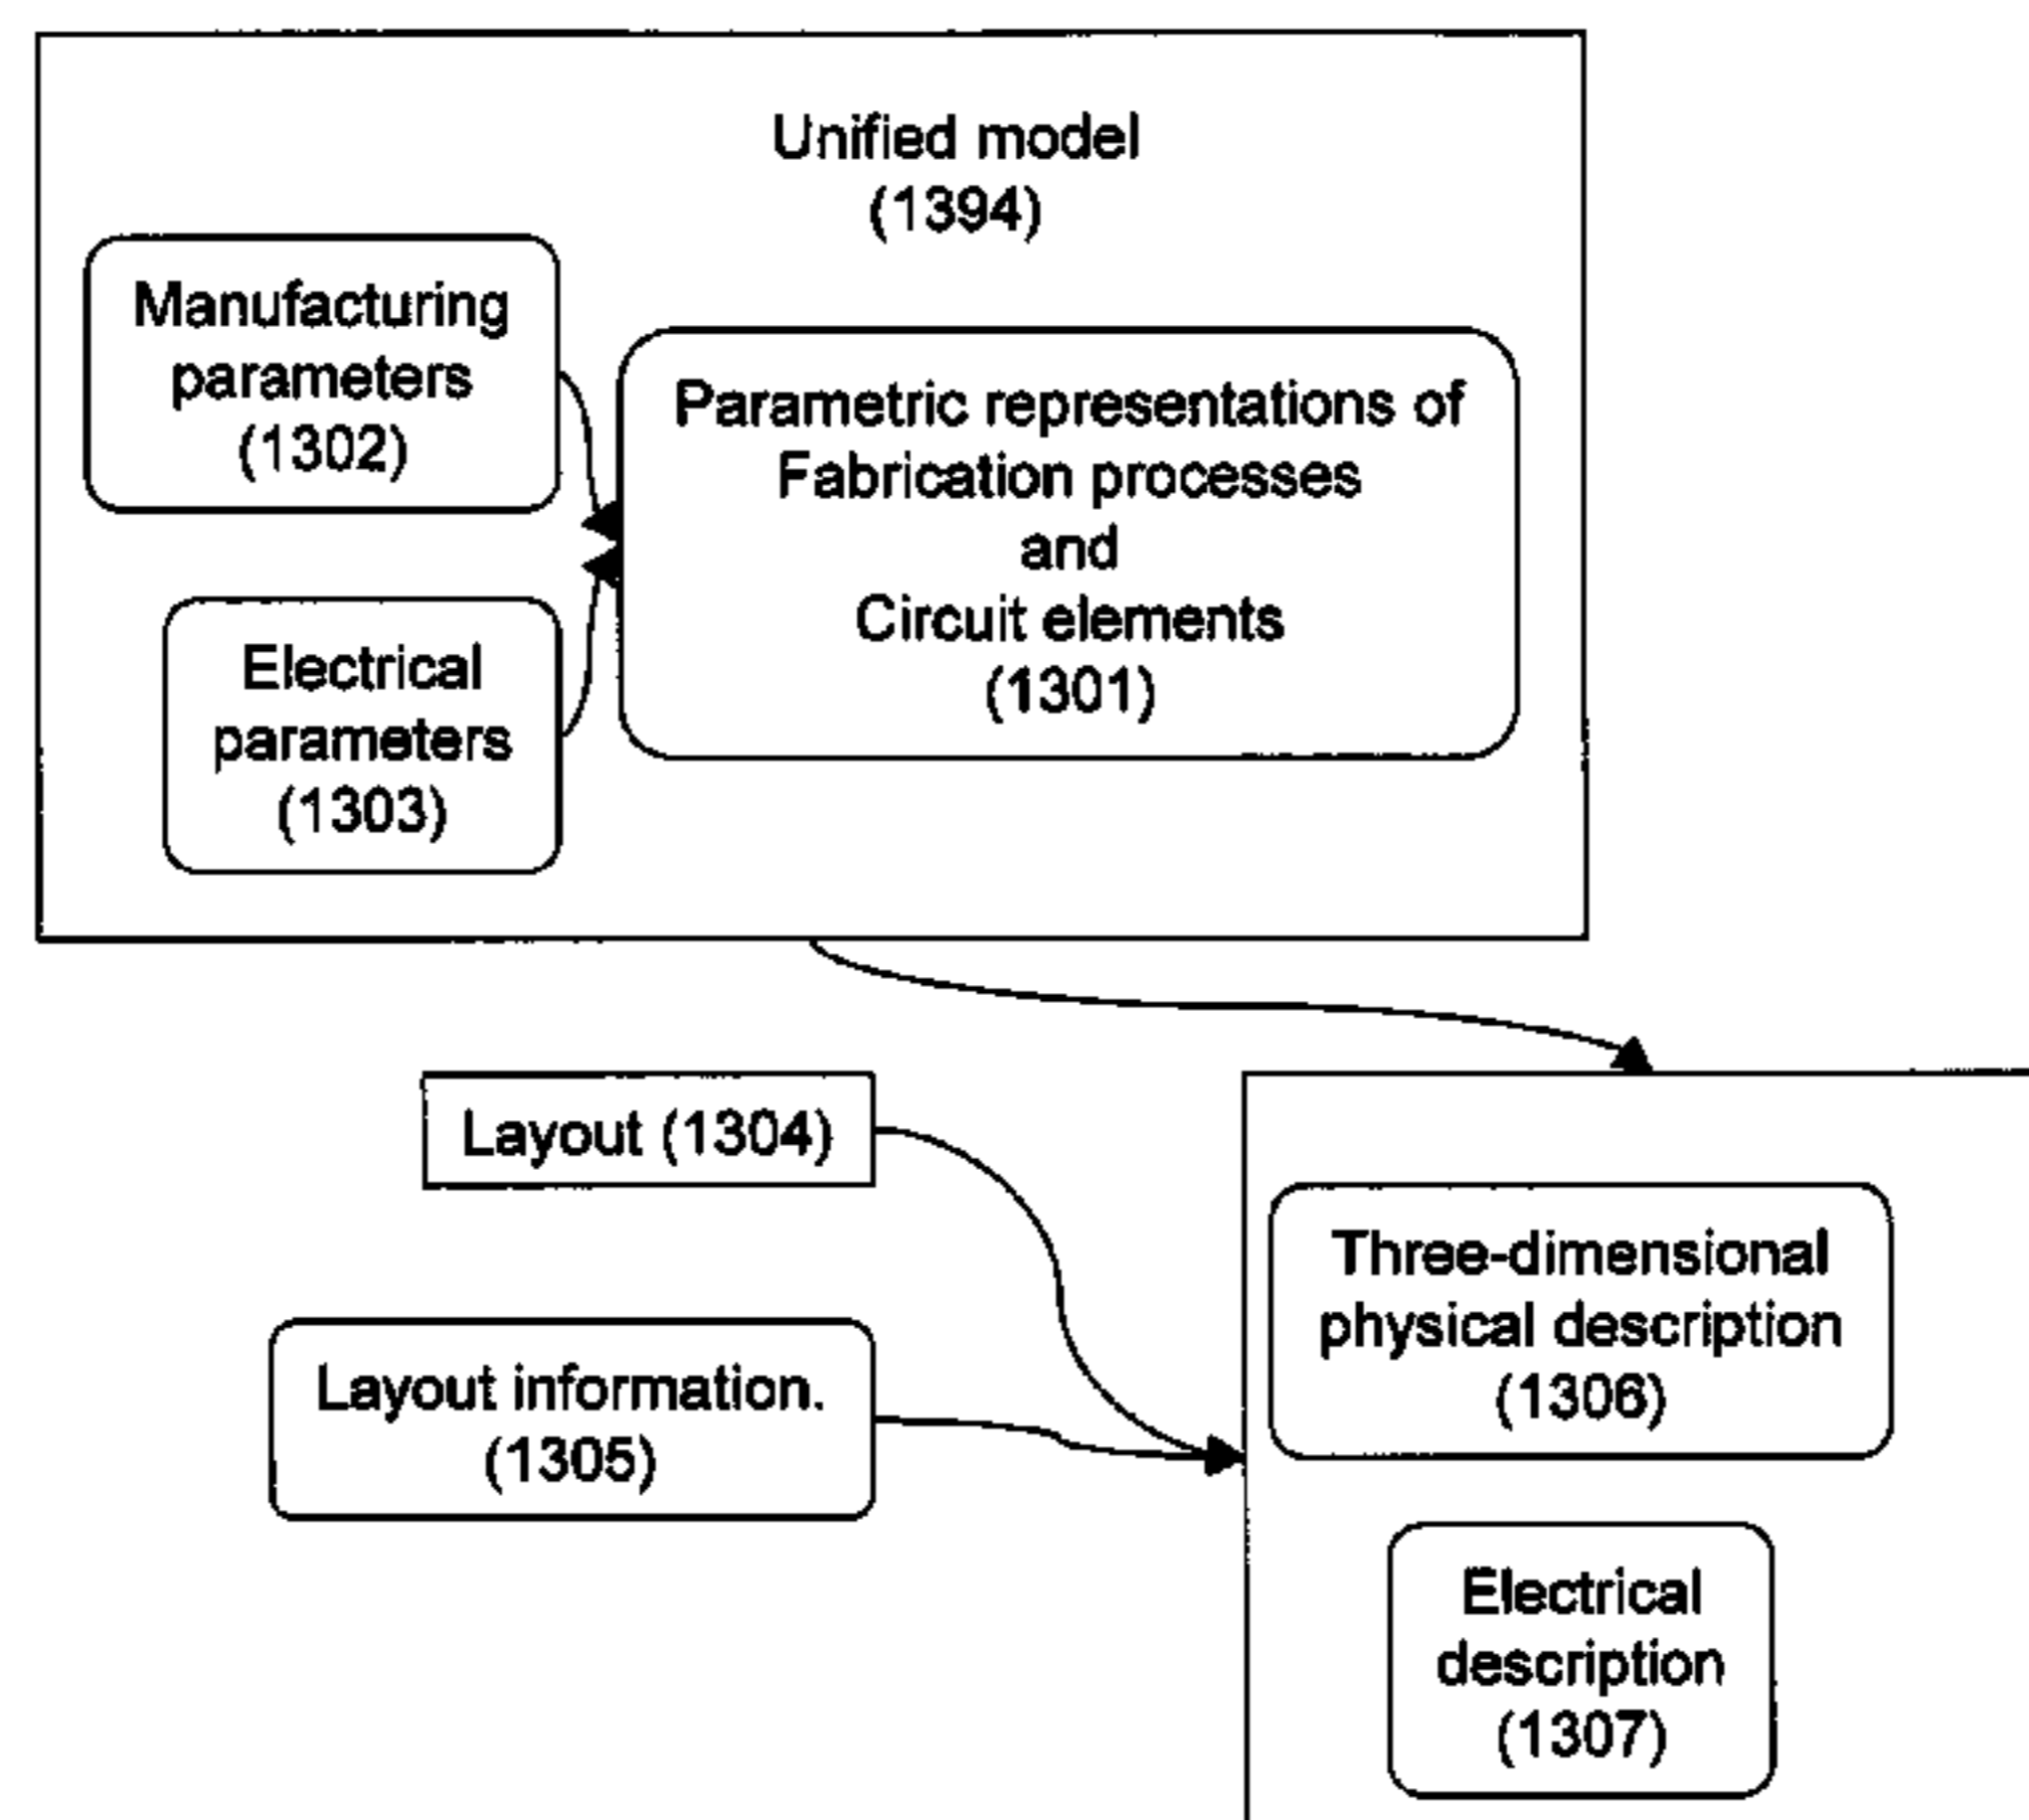 Unified model
(1394)
Manufacturing
parameters
(1302)
Parametric representations of
Fabrication processes
and
Circuit elements
(1301)
Electrical
parameters
(1303)
Layout (1304)
Layout information.
(1305)
Three-dimensional
physical description
(1306)
Electrical
description
(1307)